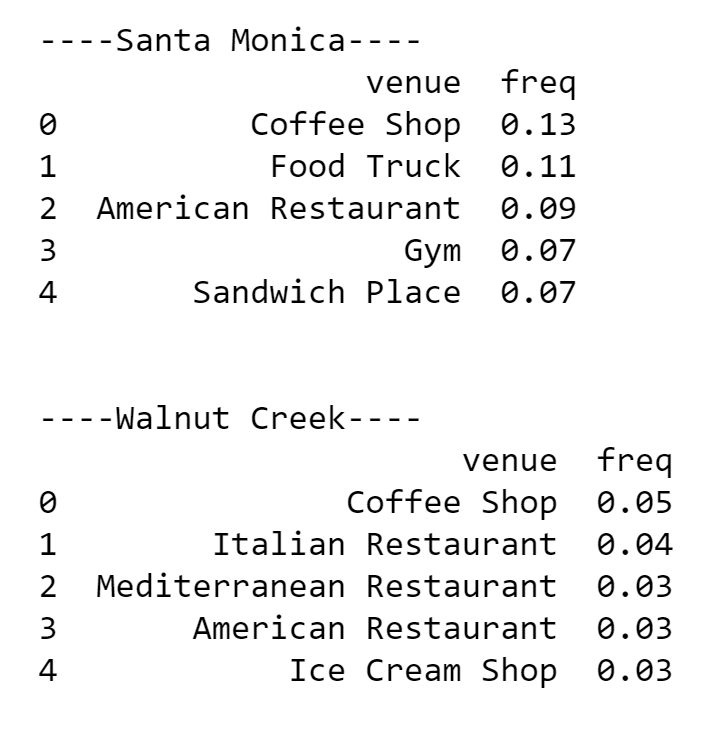 ----Santa Monica----
                 venue  freq
0          Coffee Shop  0.13
1           Food Truck  0.11
2  American Restaurant  0.09
3                  Gym  0.07
4       Sandwich Place  0.07
----Walnut Creek----
                      venue  freq
0               Coffee Shop  0.05
1        Italian Restaurant  0.04
2  Mediterranean Restaurant  0.03
3       American Restaurant  0.03
4            Ice Cream Shop  0.03